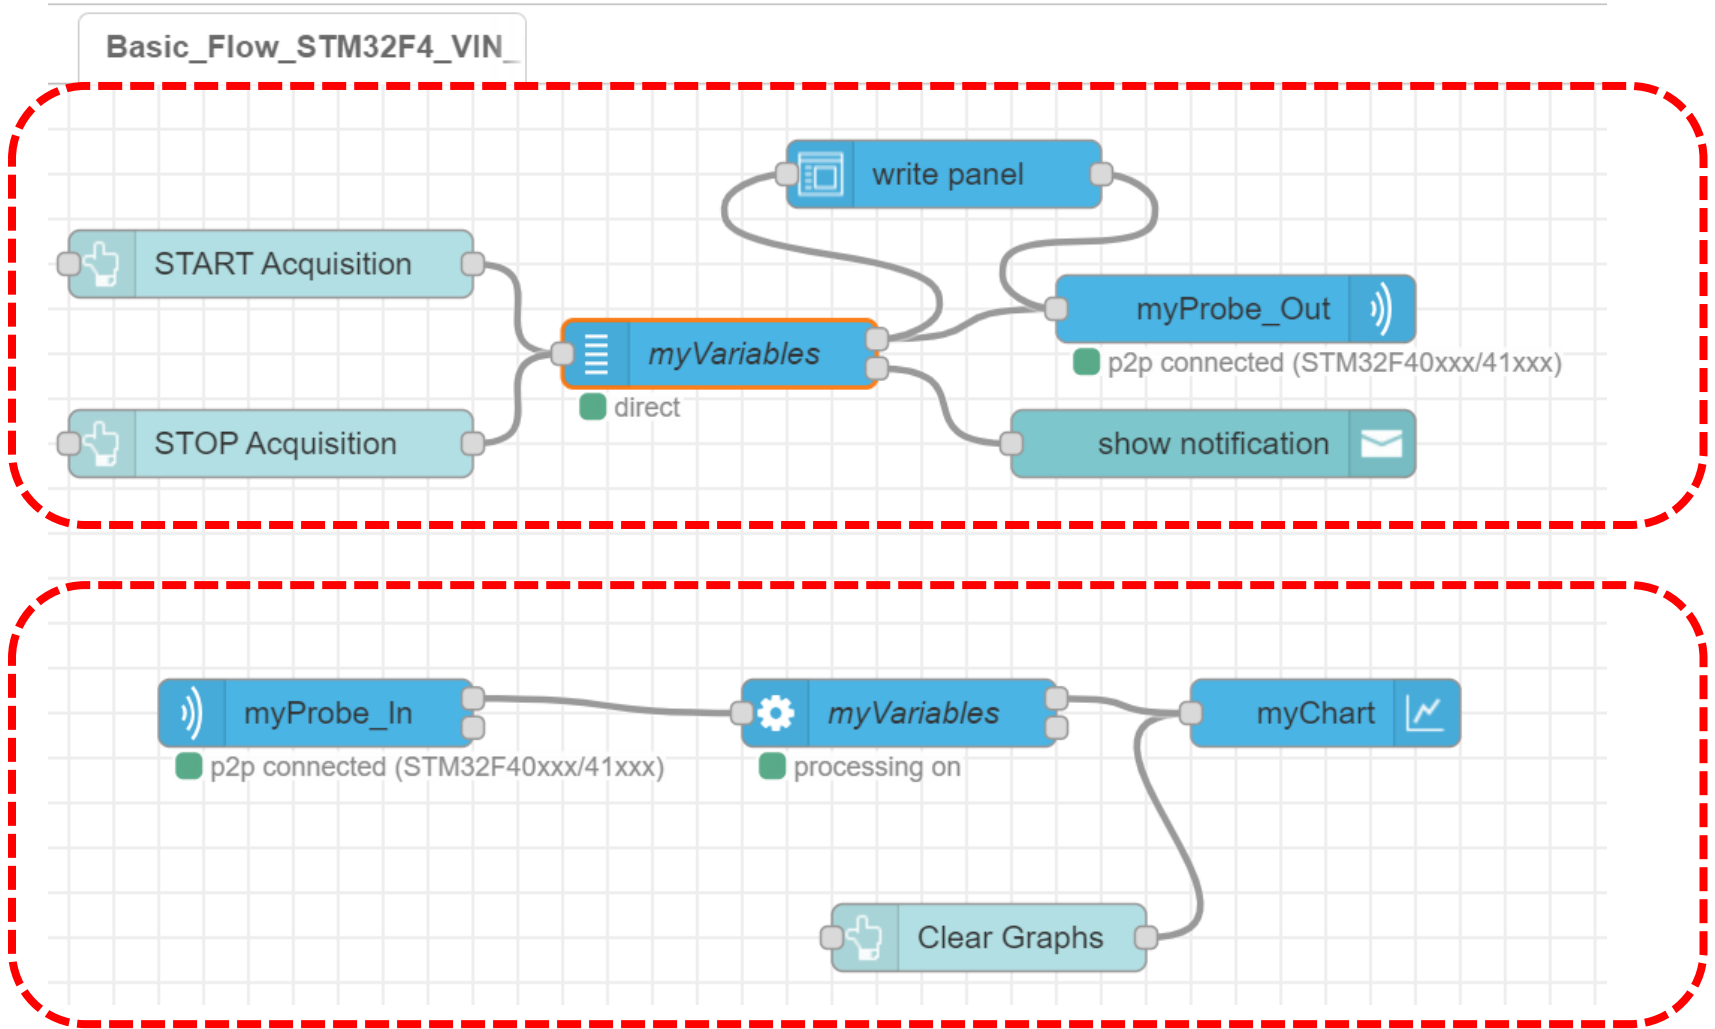 Basic_Flow_STM32F4_VIN_
write panel
START Acquisition
myProbe_Out
myVariables
p2p connected (STM32F40xxx/41xxx)
direct
STOP Acquisition
show notification
myProbe_In
myVariables
myChart
p2p connected (STM32F40xxx/41xxx)
processing on
Clear Graphs